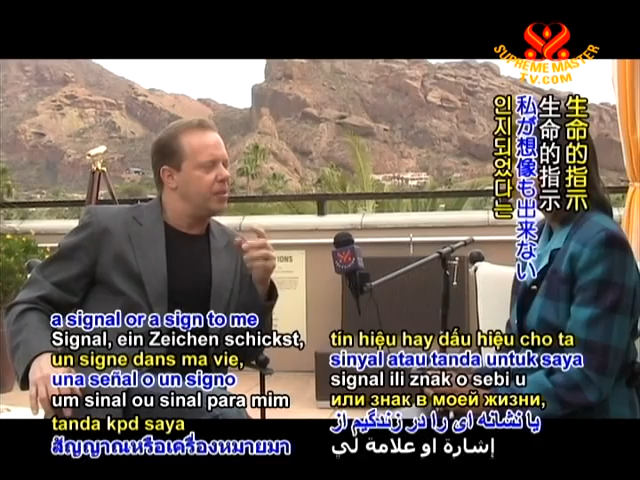 SUPREME MASTER
TV.COM
生命的指示
生命的指示
私が想像も出来ない
인지되었다는
a signal or a sign to me
Signal, ein Zeichen schickst,
un signe dans ma vie,
una señal o un signo
um sinal ou sinal para mim
tanda kpd saya
สัญญาณหรือเครื่องหมายมา
tín hiệu hay dấu hiệu cho ta
sinyal atau tanda untuk saya
signal ili znak o sebi u
или знак в моей жизни,
یا نشانه ای را در زندگیم از
إشارة او علامة لي